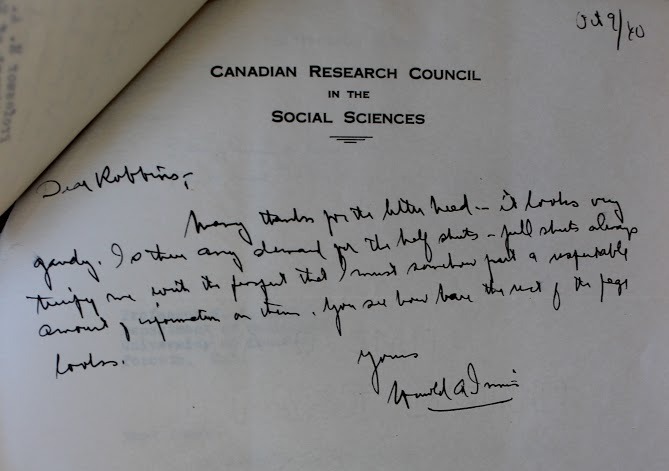 Oct 9/40
CANADIAN RESEARCH COUNCIL
IN THE
SOCIAL SCIENCES
Dear Robbins,
Many thanks for the letter head – it looks very
gaudy. Is there any demand for the half sheets – full sheets always
terrify me with the prospect that I must somehow put a respectable
amount of information on them. You see how bare the rest of the page
looks.
Yours
Harold A Innis